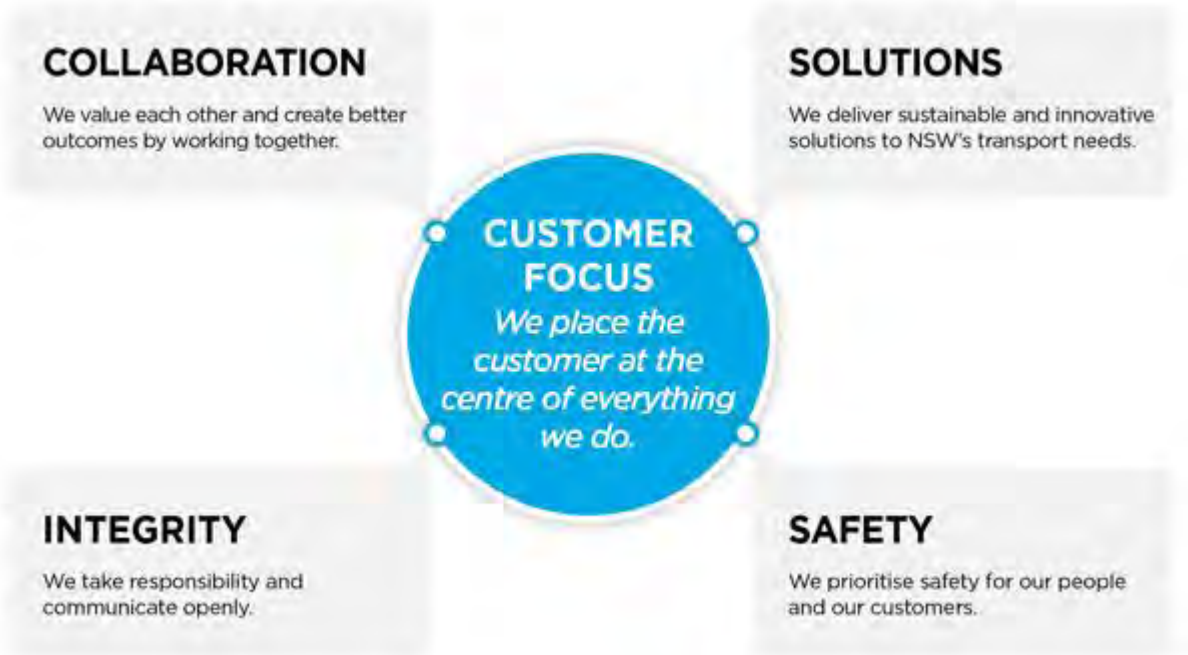 COLLABORATION
We value each other and create better
outcomes by working together.
SOLUTIONS
We deliver sustainable and innovative
solutions to NSW's transport needs.
CUSTOMER
FOCUS
We place the
customer at the
centre of everything
we do.
INTEGRITY
We take responsibility and
communicate openly.
SAFETY
We prioritise safety for our people
and our customers.